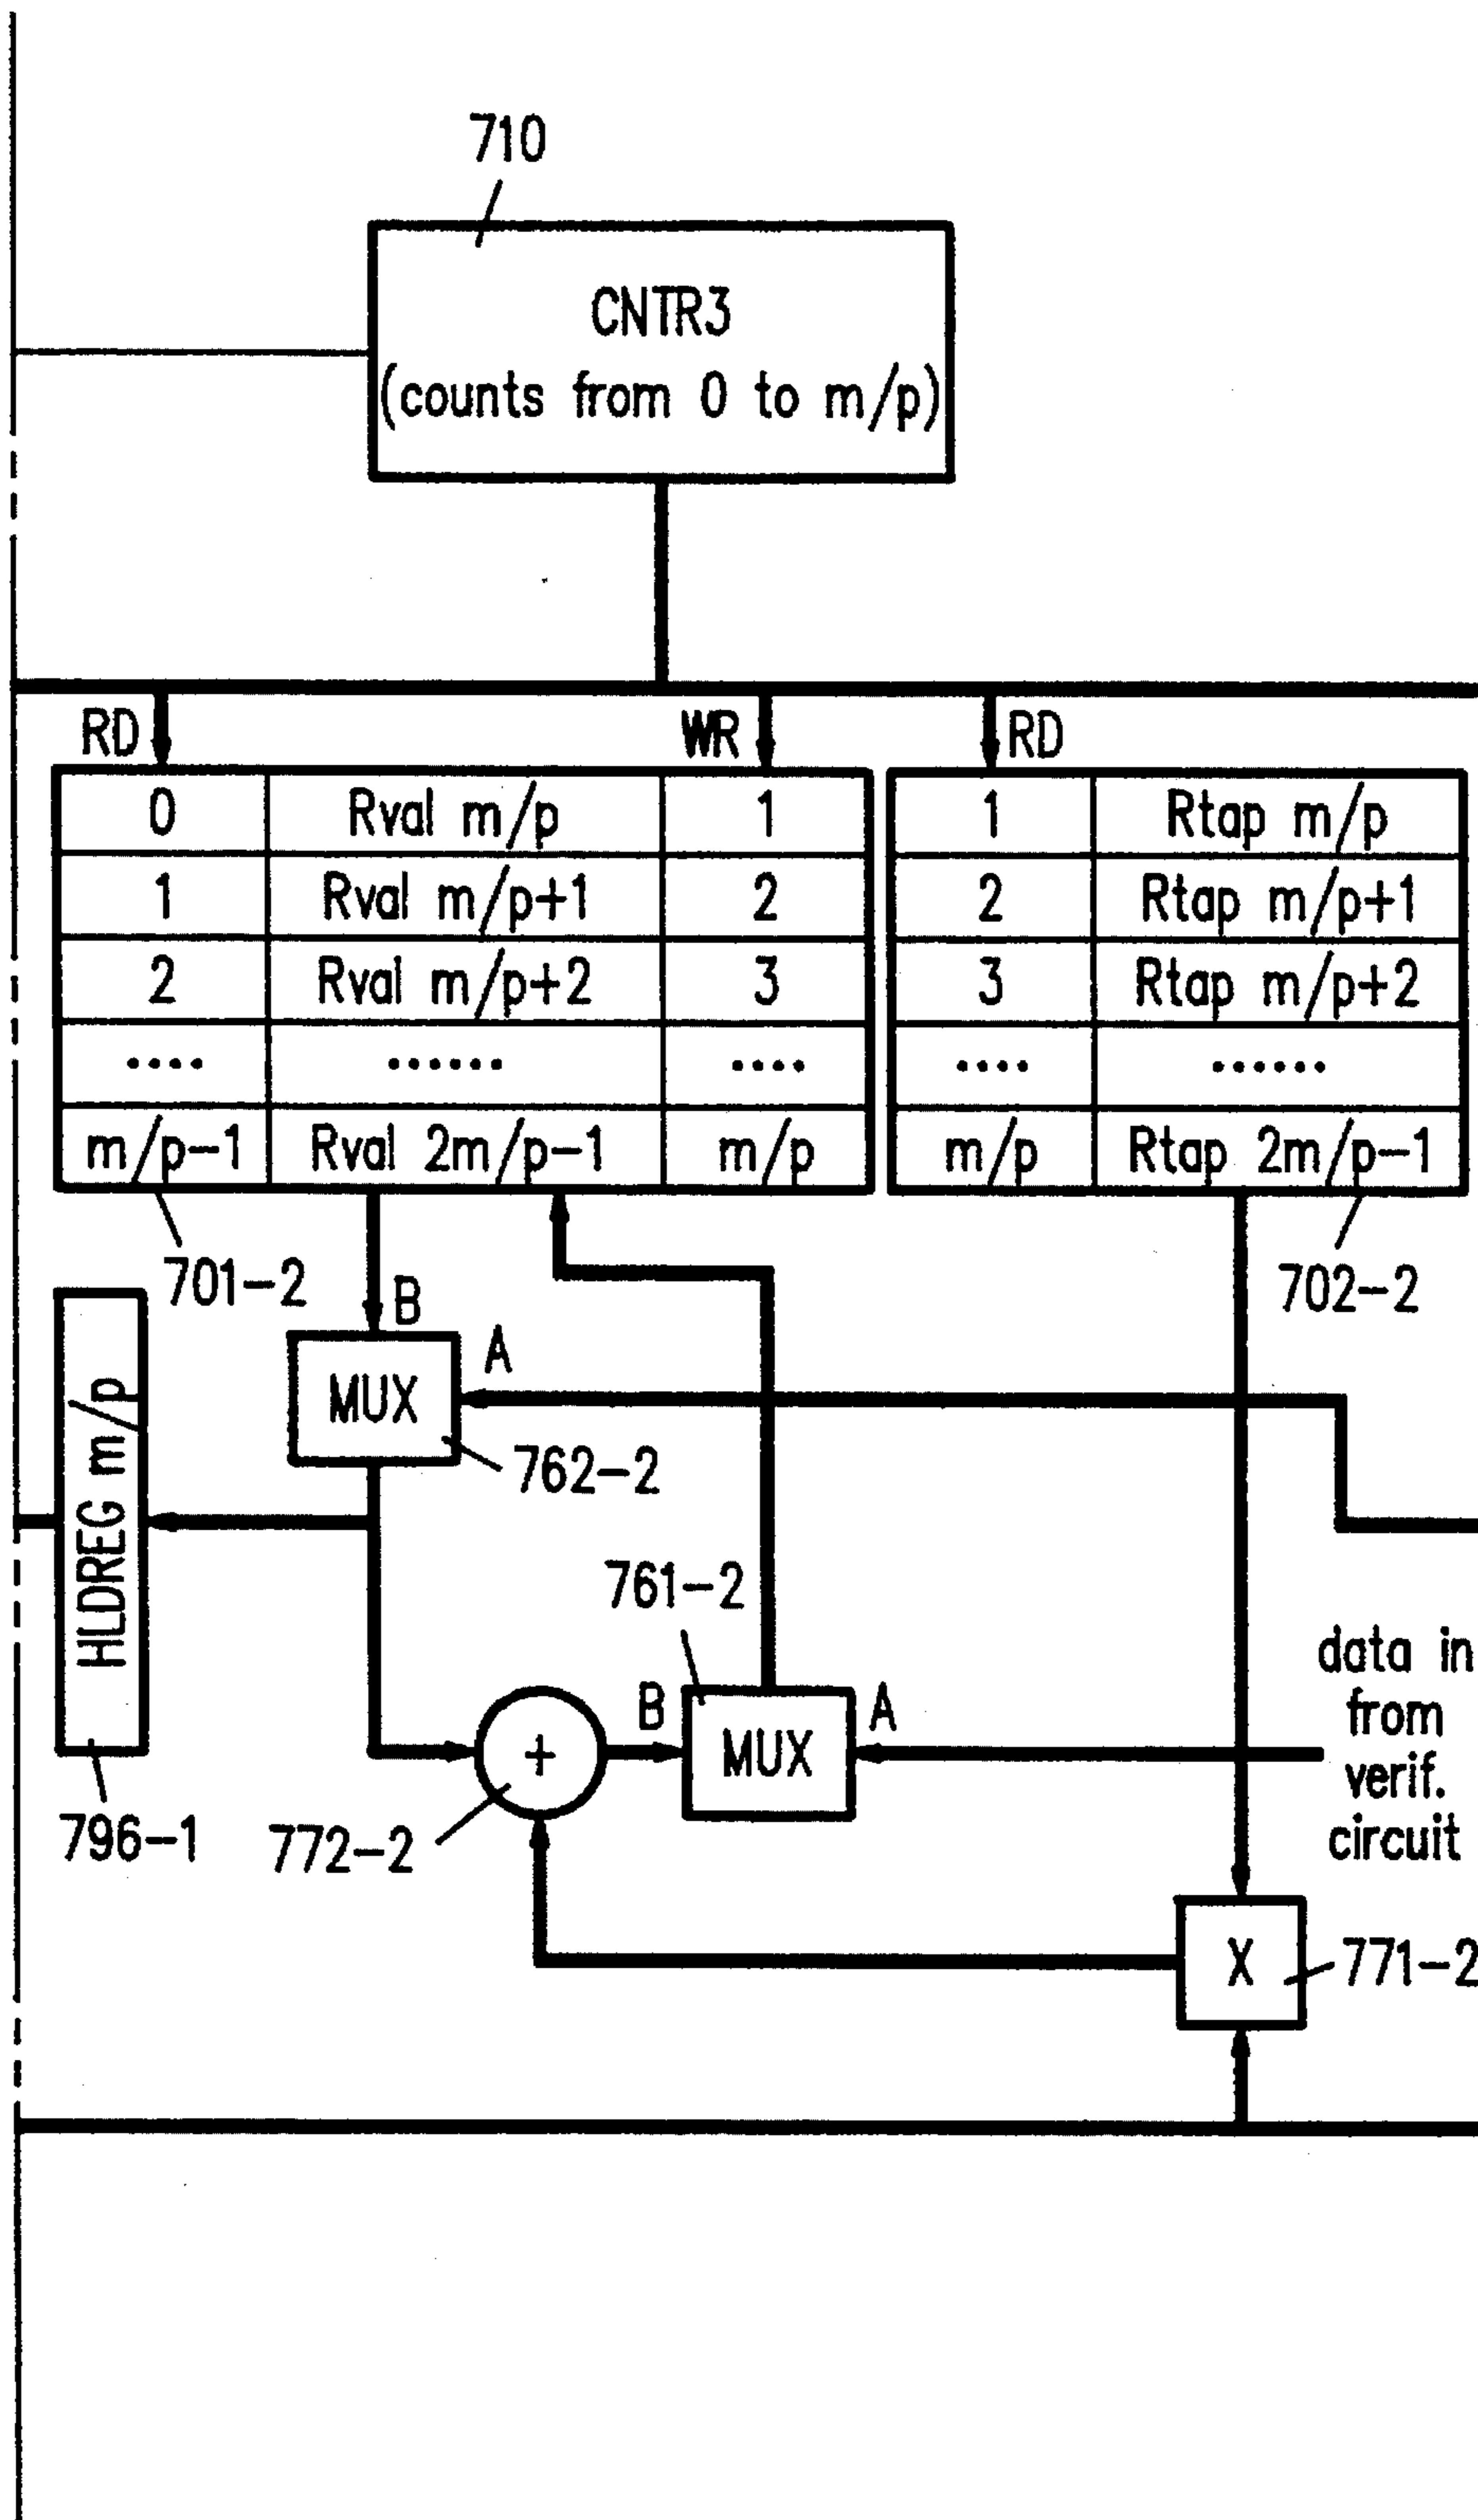 710
CNTR3
(counts from 0 to m/p)
RD
WR
RD
0 Rval m/p 1
1 Rval m/p+1 2
2 Rval m/p+2 3
.... ...... ....
m/p-1 Rval 2m/p-1 m/p
1 Rtap m/p
2 Rtap m/p+1
3 Rtap m/p+2
.... ......
m/p Rtap 2m/p-1
701-2
702-2
B
A
MUX
762-2
HLDREG m/p
761-2
data in
from
verif.
circuit
B
A
+
MUX
796-1
772-2
X
771-2